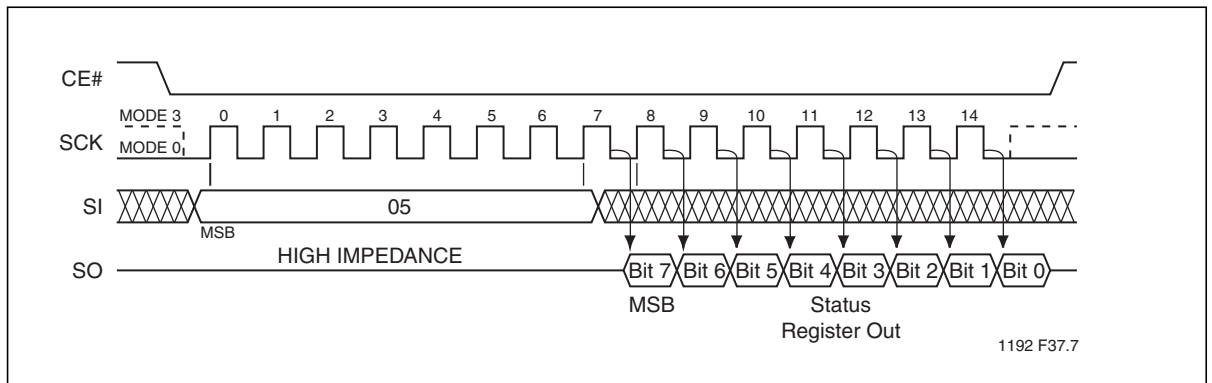 CE#
MODE 3 0 1 2 3 4 5 6 7 8 9 10 11 12 13 14
SCK
MODE 0
SI 05
MSB
HIGH IMPEDANCE
SO Bit 7 Bit 6 Bit 5 Bit 4 Bit 3 Bit 2 Bit 1 Bit 0
MSB Status
Register Out
1192 F37.7